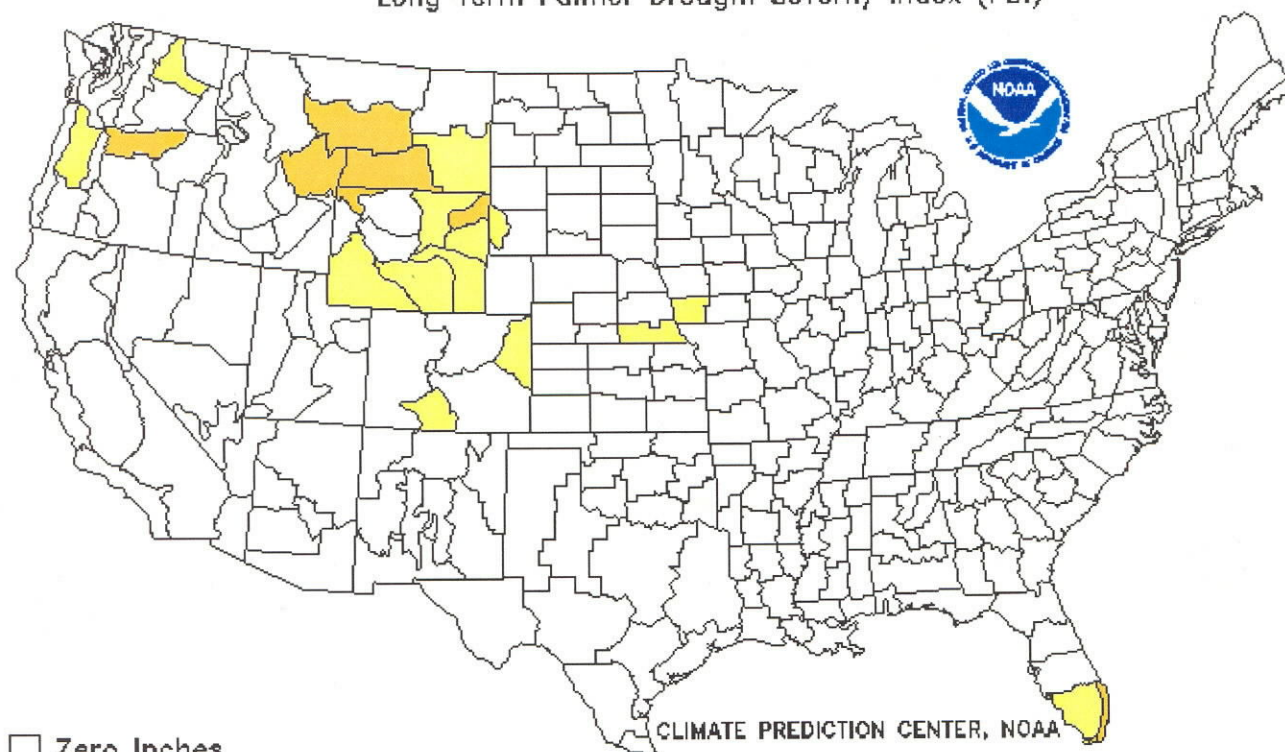 Long Term Palmer Drought Severity Index (PDI)
NOAA
CLIMATE PREDICTION CENTER, NOAA
Zero Inches